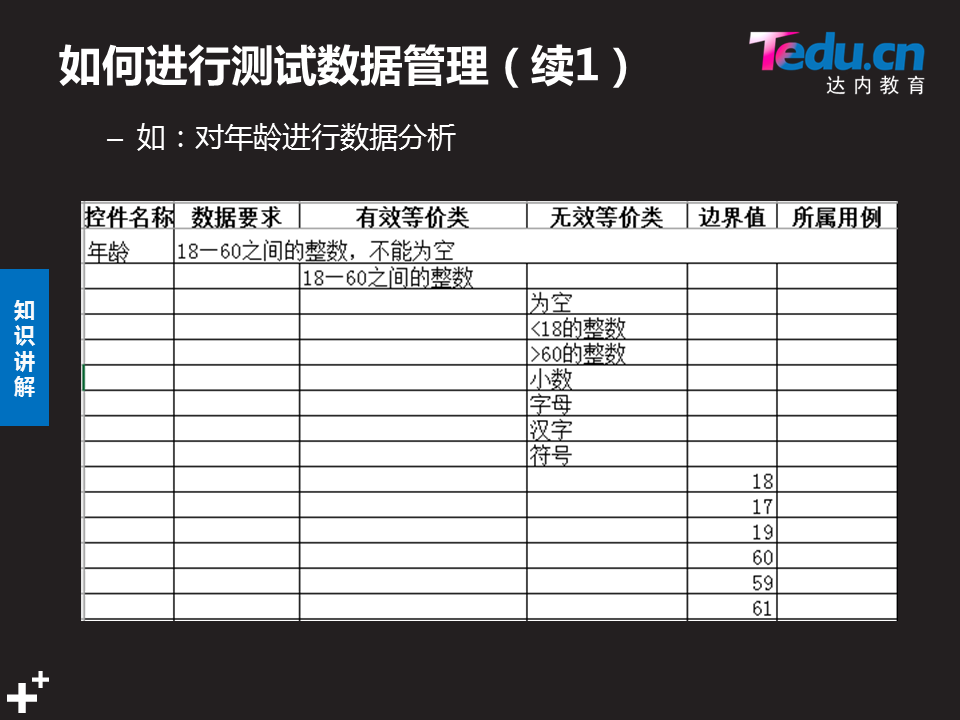 如何进行测试数据管理（续1）
Tedu.cn
达内教育
– 如：对年龄进行数据分析
控件名称 数据要求 有效等价类 无效等价类 边界值 所属用例
年龄 18—60之间的整数，不能为空
18—60之间的整数
为空
<18的整数
>60的整数
小数
字母
汉字
符号
18
17
19
60
59
61
知
识
讲
解